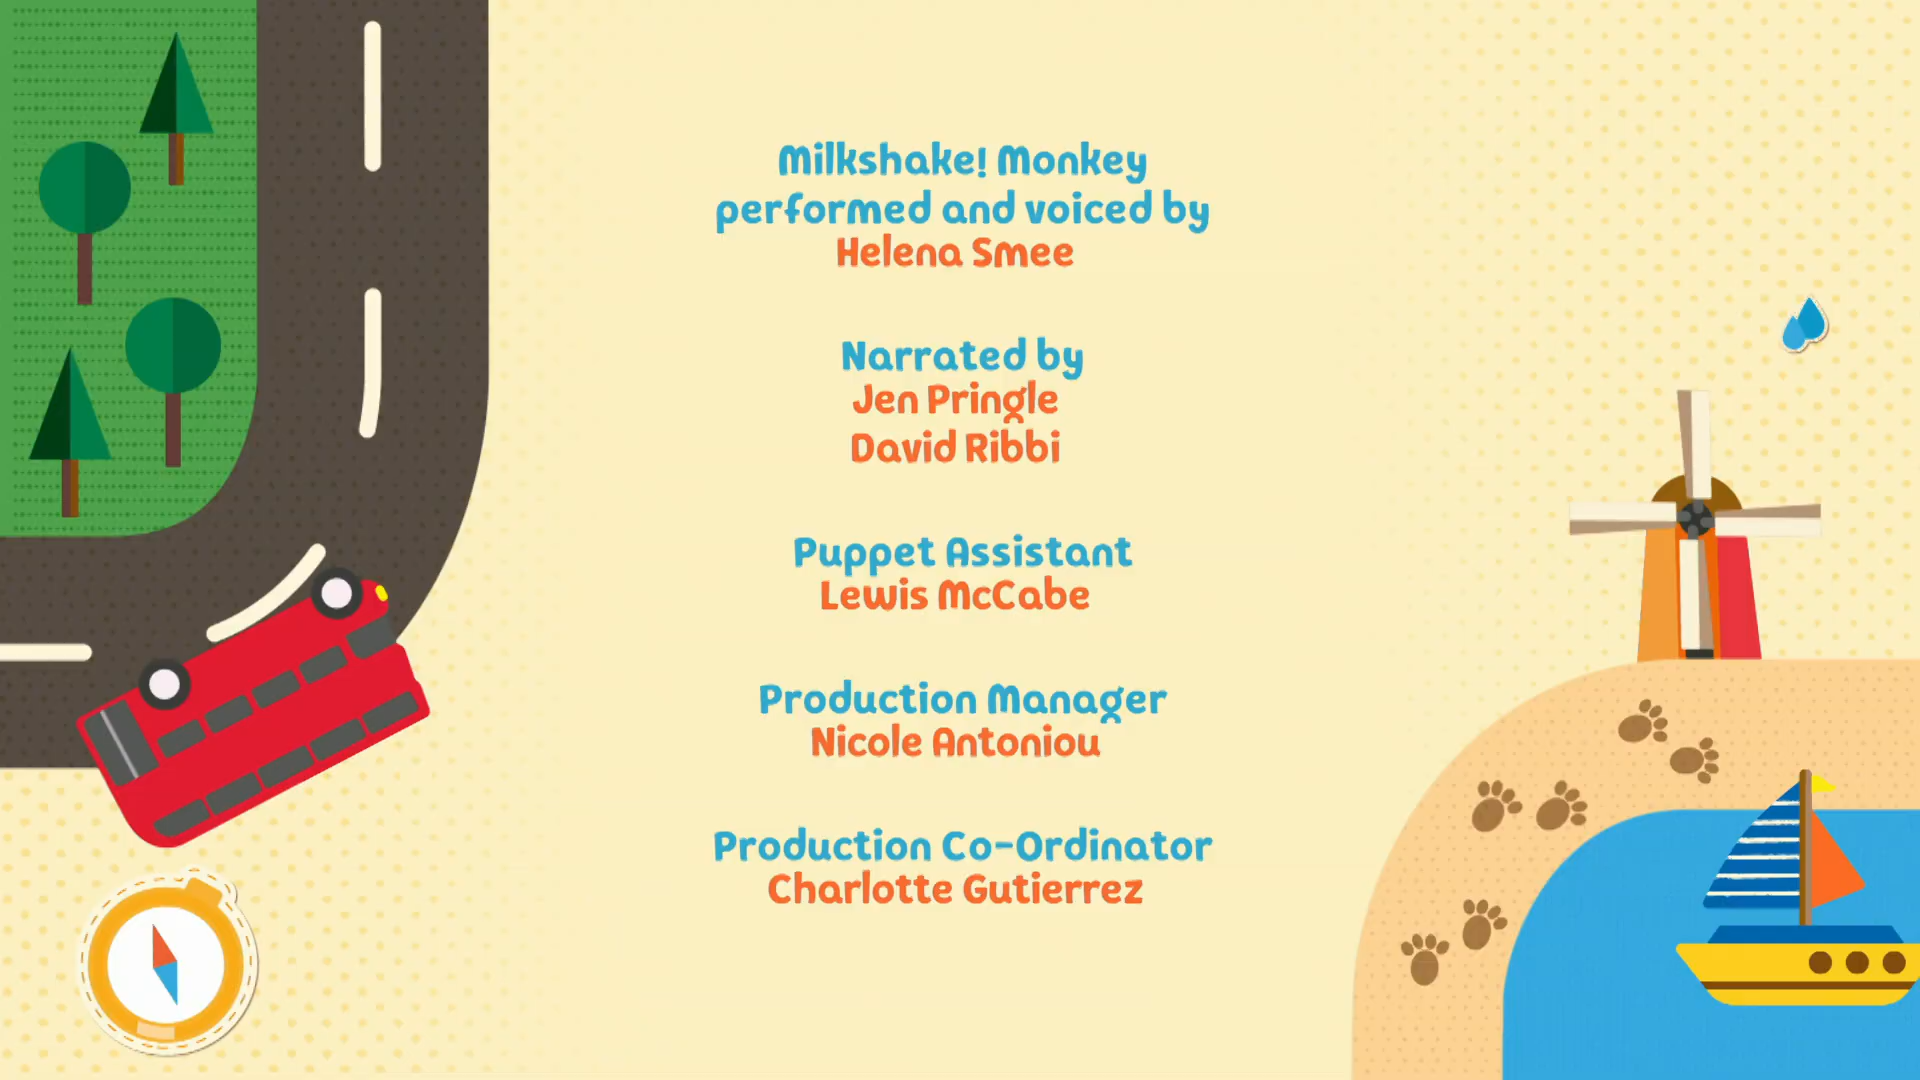 Milkshake! Monkey
performed and voiced by
Helena Smee
Narrated by
Jen Pringle
David Ribbi
Puppet Assistant
Lewis McCabe
Production Manager
Nicole Antoniou
Production Co-Ordinator
Charlotte Gutierrez